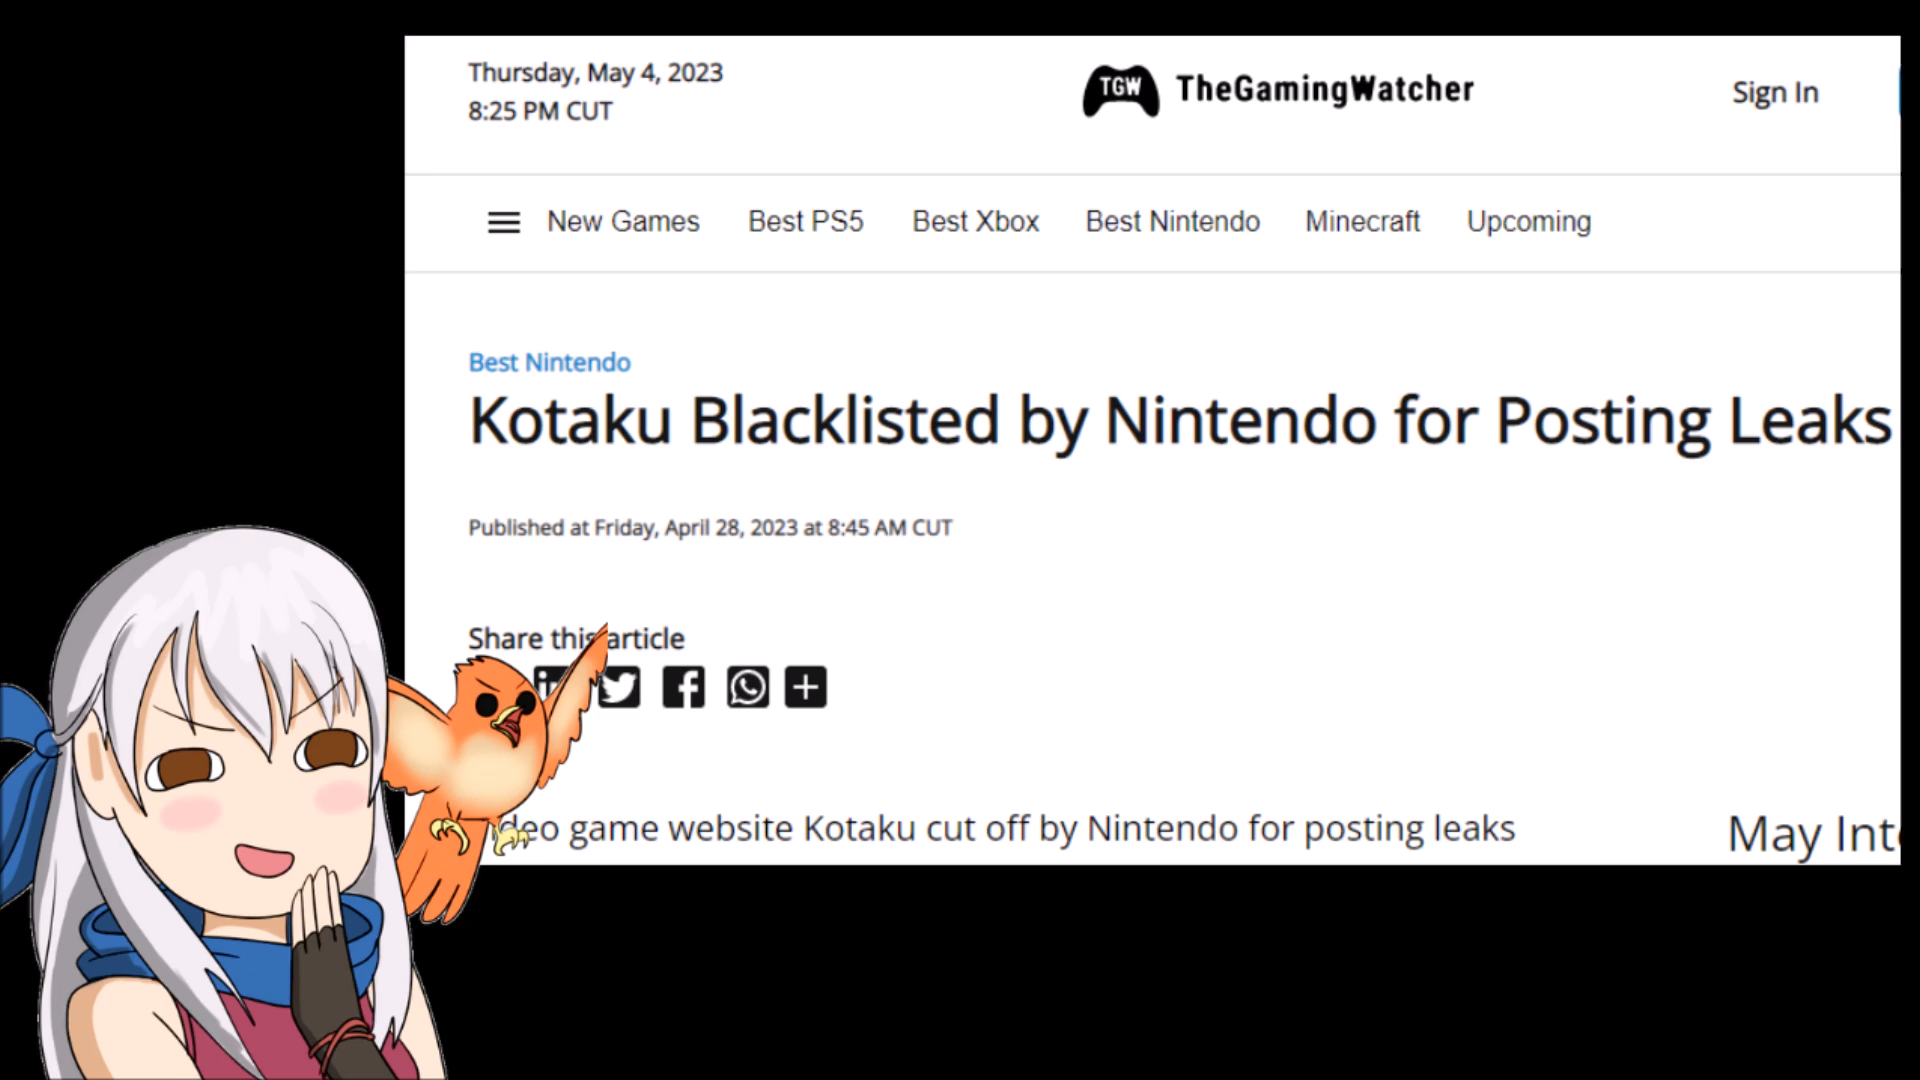 Thursday, May 4, 2023
8:25 PM CUT
TGW TheGamingWatcher
Sign In
New Games Best PS5 Best Xbox Best Nintendo Minecraft Upcoming
Best Nintendo
Kotaku Blacklisted by Nintendo for Posting Leaks
Published at Friday, April 28, 2023 at 8:45 AM CUT
Share this article
game website Kotaku cut off by Nintendo for posting leaks
May